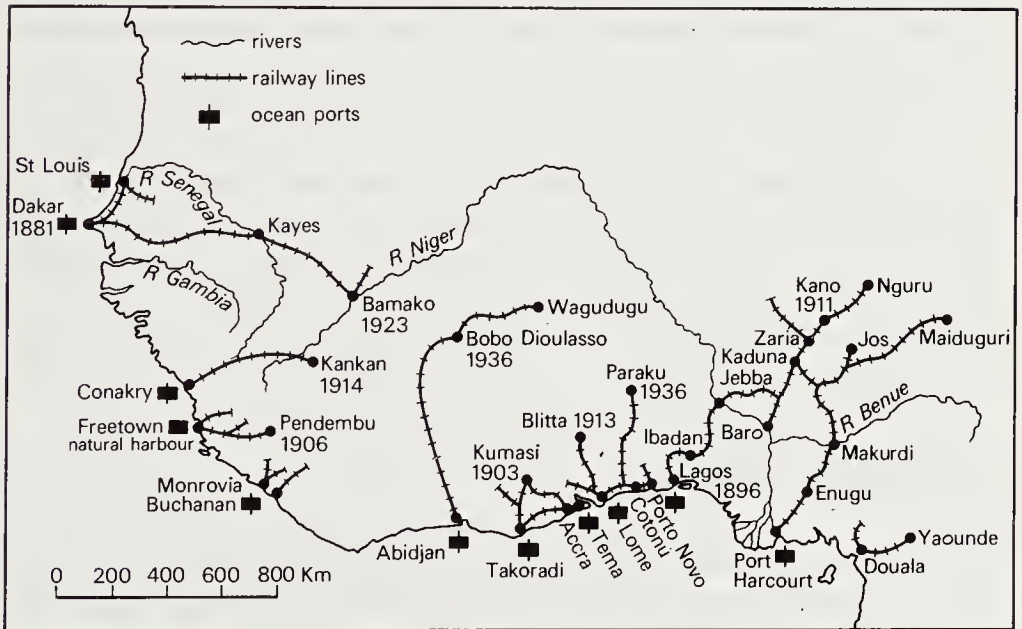 rivers
railway lines
ocean ports
St Louis
R Senegal
Dakar
1881
Kayes
R Gambia
R Niger
Bamako
1923
Wagudugu
Bobo Dioulasso
1936
Kankan
1914
Conakry
Freetown
natural harbour
Pendembu
1906
Monrovia
Buchanan
Abidjan
Kumasi
1903
Takoradi
Accra
Tema
Lome
Cotonú
Porto Novo
Blitta 1913
Paraku
1936
Ibadan
Lagos
1896
Jebba
Kaduna
Zaria
Kano
1911
Nguru
Jos
Maiduguri
Baro
R Benue
Makurdi
Enugu
Port
Harcourt
Douala
Yaounde
0 200 400 600 800 Km